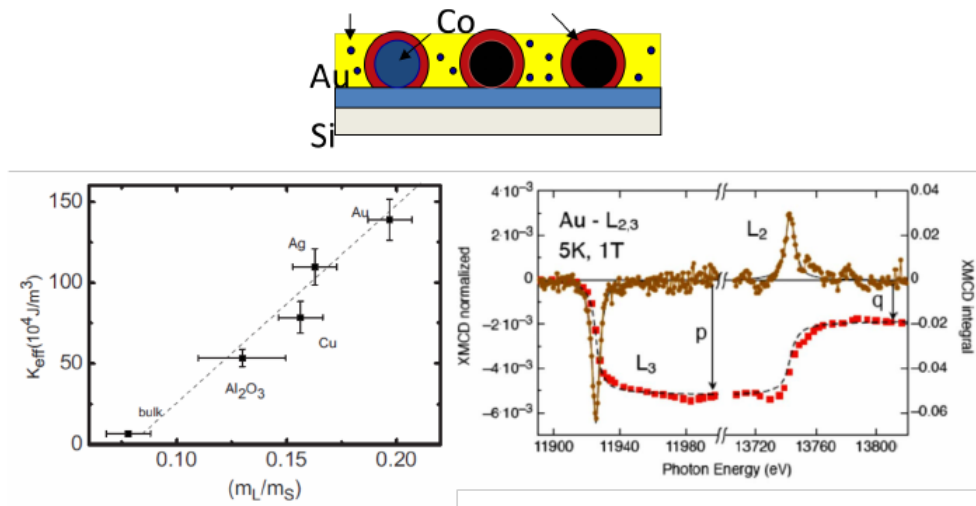 Co
Au
Si
K_eff(10⁴J/m³)
150
100
50
0
Au
Ag
Cu
Al₂O₃
bulk
0.10
0.15
0.20
(m_L/m_S)
XMCD normalized
4·10⁻³
2·10⁻³
0
−2·10⁻³
−4·10⁻³
−6·10⁻³
Au - L₂,₃
5K, 1T
L₂
L₃
p
q
0.04
0.02
0
−0.02
−0.04
−0.06
XMCD integral
11900
11940
11980
13720
13760
13800
Photon Energy (eV)